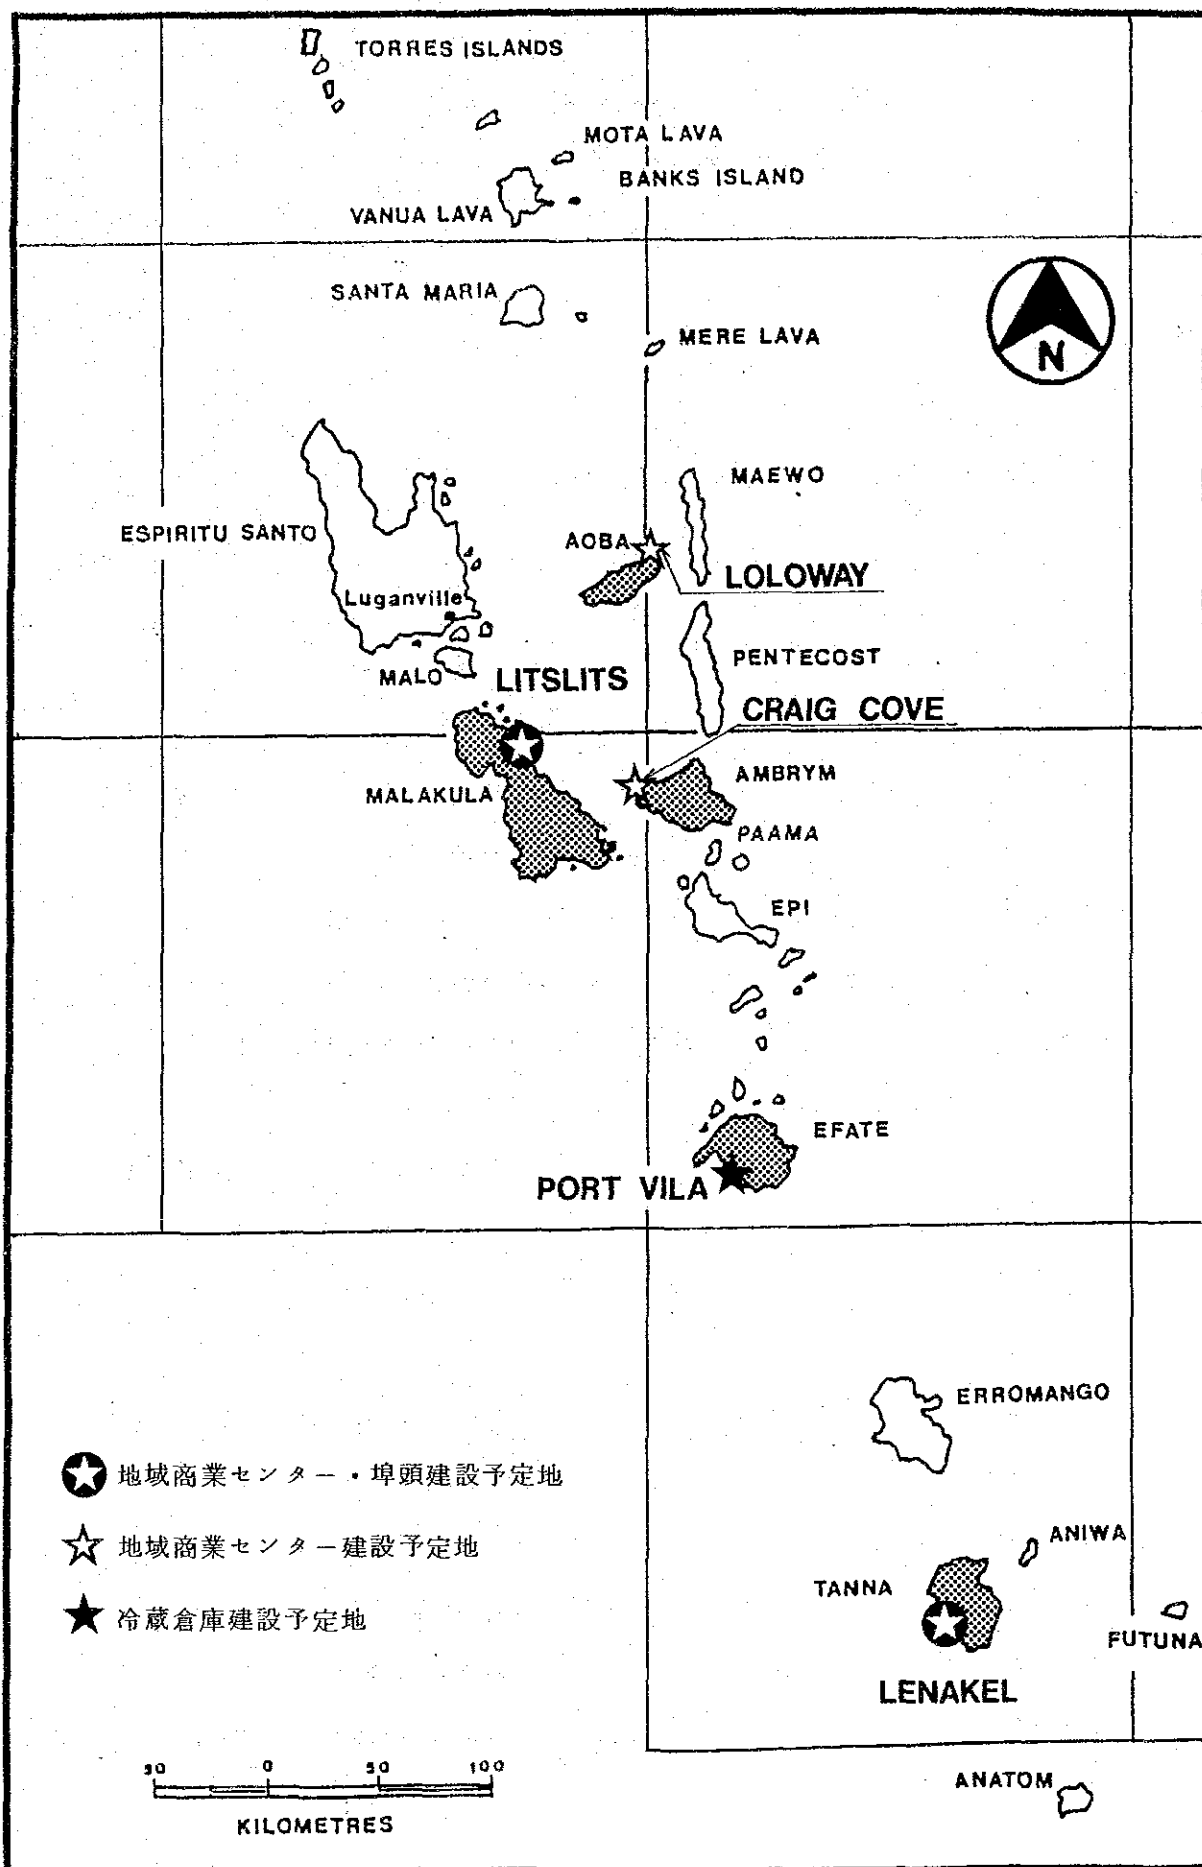 TORRES ISLANDS
MOTA LAVA
BANKS ISLAND
VANUA LAVA
SANTA MARIA
MERE LAVA
N
MAEWO
ESPIRITU SANTO
AOBA
LOLOWAY
Luganville
PENTECOST
MALO
LITSLITS
CRAIG COVE
AMBRYM
MALAKULA
PAAMA
EPI
EFATE
PORT VILA
ERROMANGO
地域商業センター・埠頭建設予定地
地域商業センター建設予定地
ANIWA
TANNA
冷蔵倉庫建設予定地
FUTUNA
LENAKEL
50 0 50 100
KILOMETRES
ANATOM